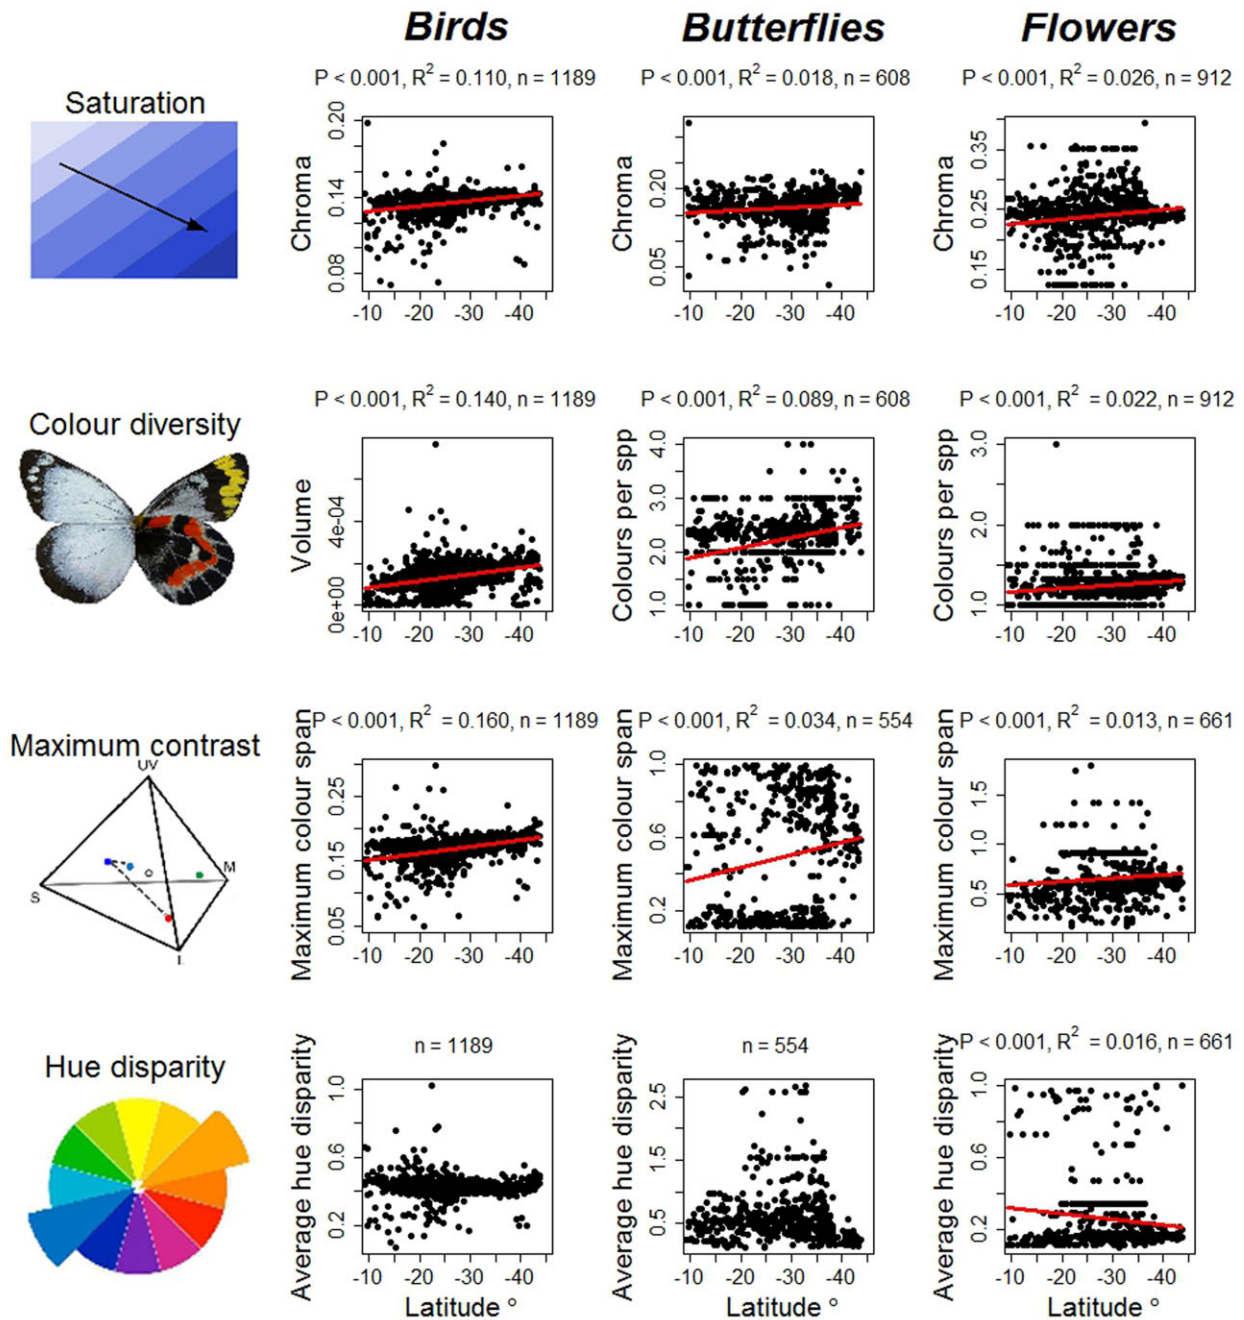 Birds Butterflies Flowers
Saturation
P < 0.001, R2 = 0.110, n = 1189
Chroma
0.20
0.14
0.08
-10 -20 -30 -40
P < 0.001, R2 = 0.018, n = 608
Chroma
0.20
0.05
-10 -20 -30 -40
P < 0.001, R2 = 0.026, n = 912
Chroma
0.35
0.25
0.15
-10 -20 -30 -40
Colour diversity
P < 0.001, R2 = 0.140, n = 1189
Volume
4e-04
0e+00
-10 -20 -30 -40
P < 0.001, R2 = 0.089, n = 608
Colours per spp
4.0
3.0
2.0
1.0
-10 -20 -30 -40
P < 0.001, R2 = 0.022, n = 912
Colours per spp
3.0
2.0
1.0
-10 -20 -30 -40
Maximum contrast
UV
S
M
L
P < 0.001, R2 = 0.160, n = 1189
Maximum colour span
0.25
0.15
0.05
-10 -20 -30 -40
P < 0.001, R2 = 0.034, n = 554
Maximum colour span
1.0
0.6
0.2
-10 -20 -30 -40
P < 0.001, R2 = 0.013, n = 661
Maximum colour span
1.5
1.0
0.5
-10 -20 -30 -40
Hue disparity
n = 1189
Average hue disparity
1.0
0.6
0.2
-10 -20 -30 -40
Latitude °
n = 554
Average hue disparity
2.5
1.5
0.5
-10 -20 -30 -40
Latitude °
P < 0.001, R2 = 0.016, n = 661
Average hue disparity
1.0
0.6
0.2
-10 -20 -30 -40
Latitude °